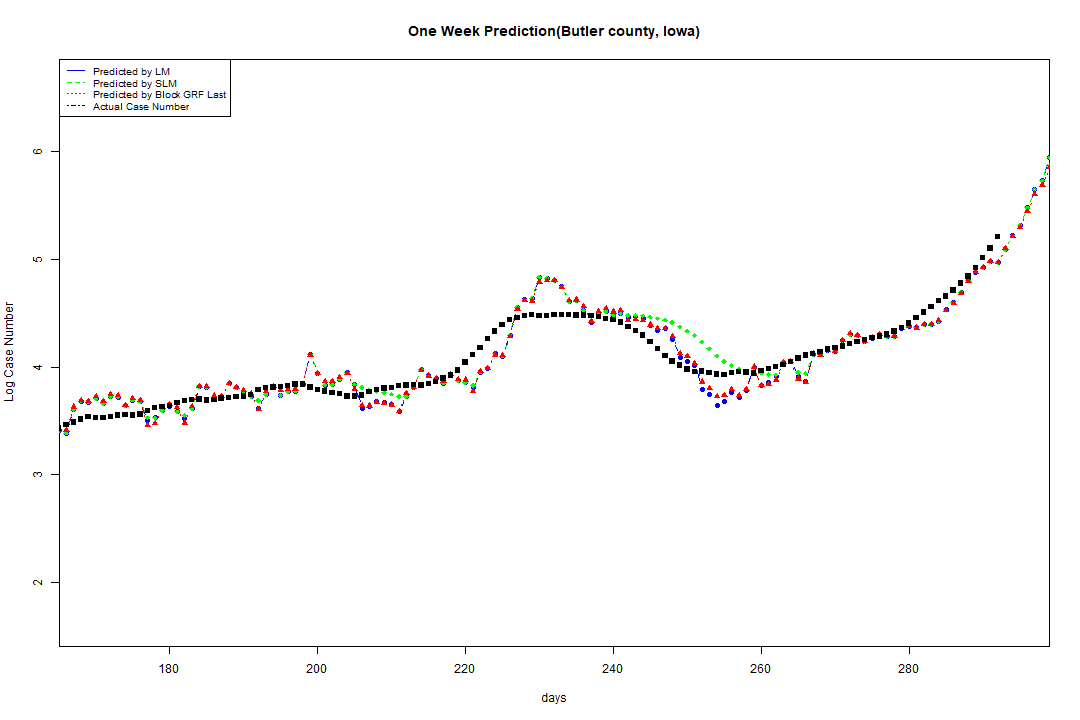 One Week Prediction(Butler county, Iowa)
Predicted by LM
Predicted by SLM
Predicted by Block GRF Last
Actual Case Number
6
5
4
3
2
Log Case Number
180 200 220 240 260 280
days